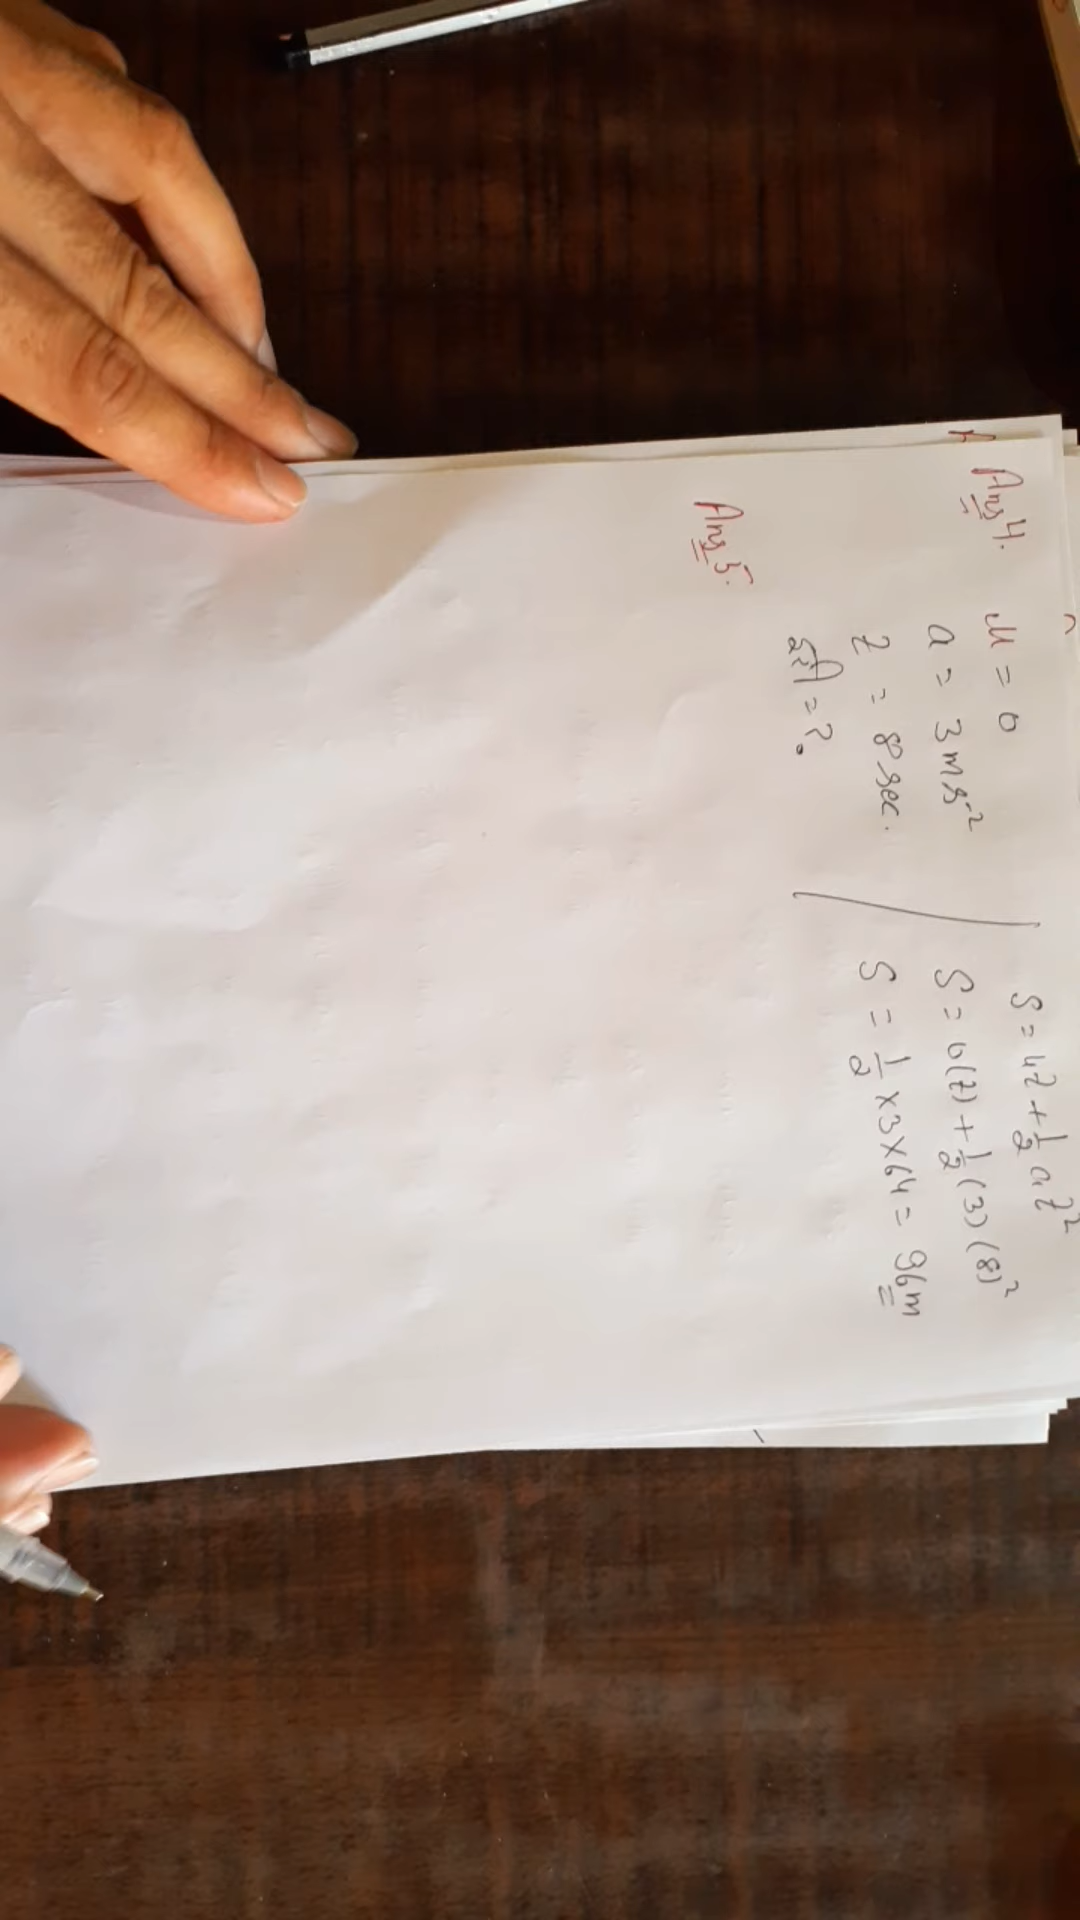 Ans 4. u = 0
a = 3 ms⁻²
t = 8 sec.
= ?
S = ut + 1/2 at²
S = 0(t) + 1/2 (3) (8)²
S = 1/2 × 3 × 64 = 96m
Ans 5.